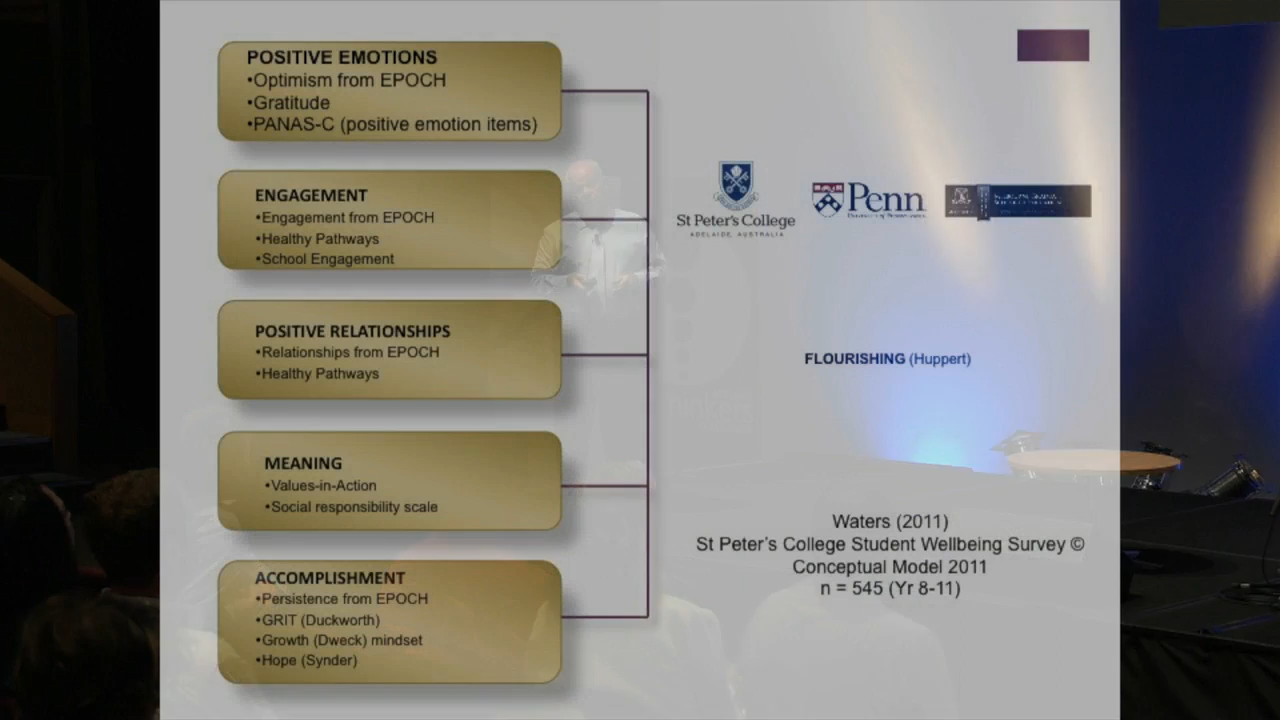 POSITIVE EMOTIONS
•Optimism from EPOCH
•Gratitude
•PANAS-C (positive emotion items)
ENGAGEMENT
•Engagement from EPOCH
•Healthy Pathways
•School Engagement
POSITIVE RELATIONSHIPS
•Relationships from EPOCH
•Healthy Pathways
MEANING
•Values-in-Action
•Social responsibility scale
ACCOMPLISHMENT
•Persistence from EPOCH
•GRIT (Duckworth)
•Growth (Dweck) mindset
•Hope (Synder)
St Peter's College
ADELAIDE, AUSTRALIA
Penn
University of Pennsylvania
FLOURISHING (Huppert)
Waters (2011)
St Peter's College Student Wellbeing Survey ©
Conceptual Model 2011
n = 545 (Yr 8-11)